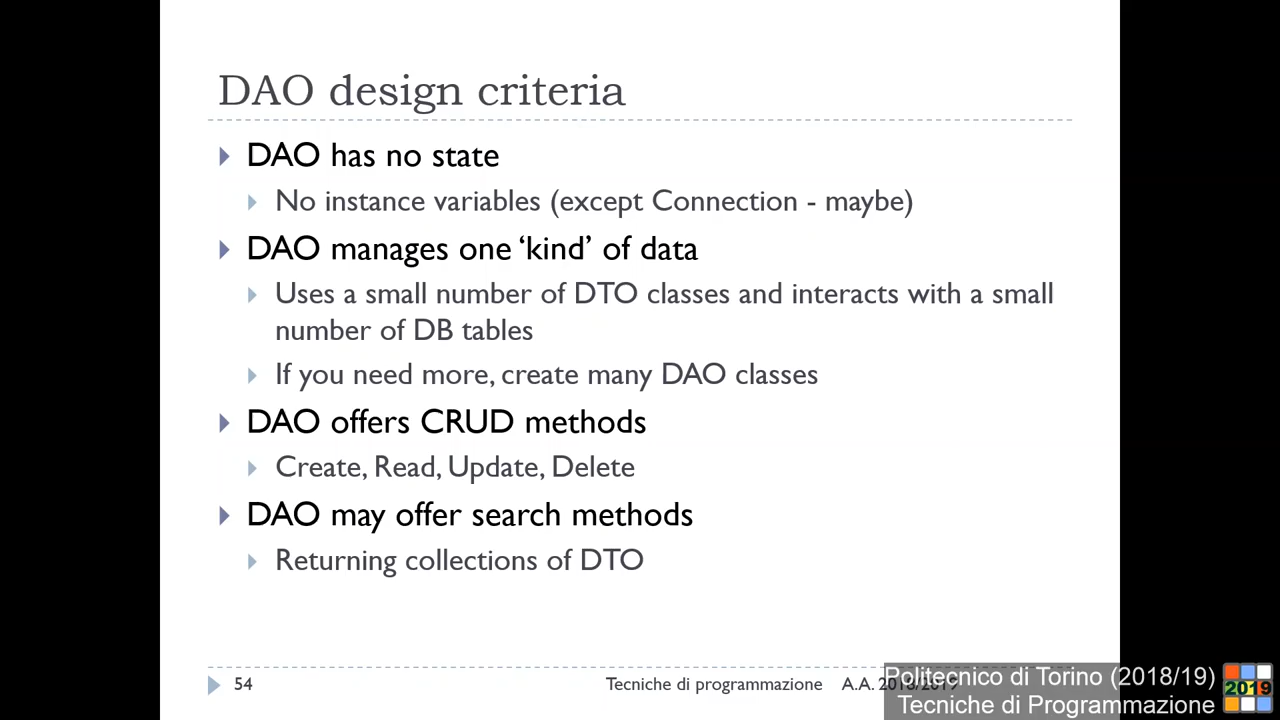 DAO design criteria
DAO has no state
No instance variables (except Connection - maybe)
DAO manages one ‘kind’ of data
Uses a small number of DTO classes and interacts with a small
number of DB tables
If you need more, create many DAO classes
DAO offers CRUD methods
Create, Read, Update, Delete
DAO may offer search methods
Returning collections of DTO
54
Tecniche di programmazione A.A. 2018/2019
Politecnico di Torino (2018/19)
Tecniche di Programmazione
2019